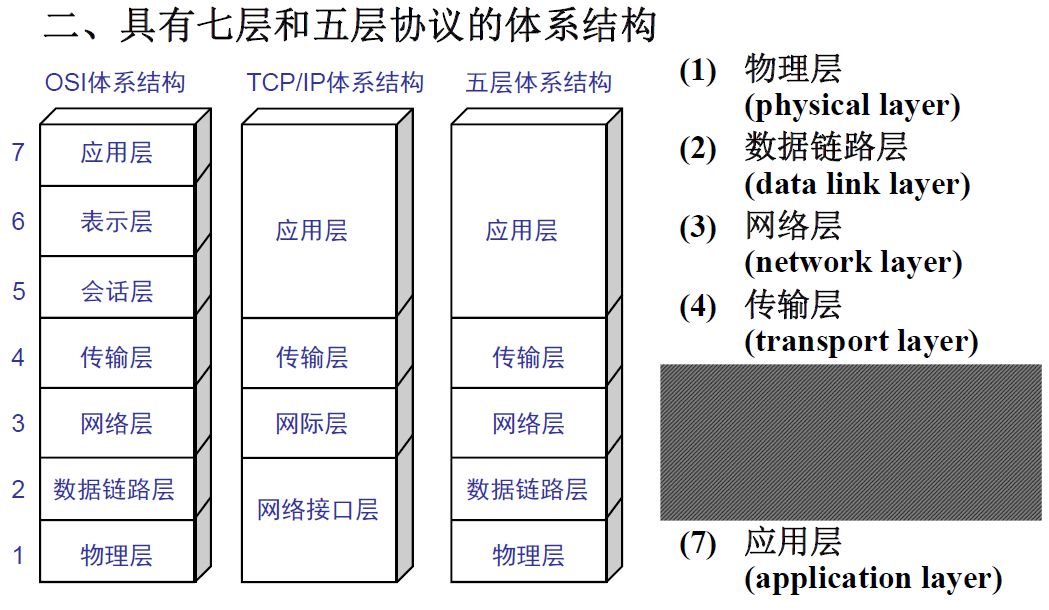 二、具有七层和五层协议的体系结构
OSI体系结构
7 应用层
6 表示层
5 会话层
4 传输层
3 网络层
2 数据链路层
1 物理层
TCP/IP体系结构
应用层
传输层
网际层
网络接口层
五层体系结构
应用层
传输层
网络层
数据链路层
物理层
(1) 物理层
(physical layer)
(2) 数据链路层
(data link layer)
(3) 网络层
(network layer)
(4) 传输层
(transport layer)
(7) 应用层
(application layer)